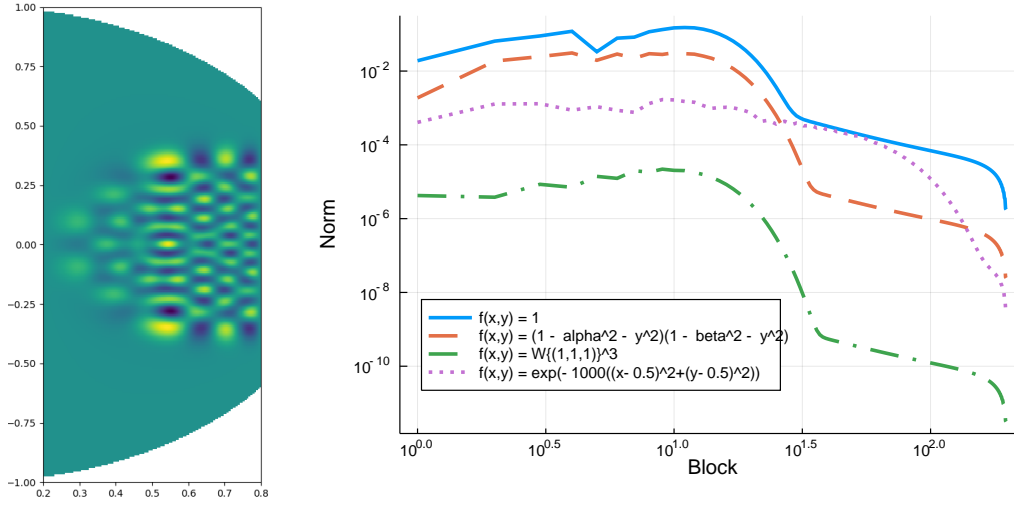 1.00
0.75
0.50
0.25
0.00
−0.25
−0.50
−0.75
−1.00
0.2 0.3 0.4 0.5 0.6 0.7 0.8
Norm
10^-2
10^-4
10^-6
10^-8
10^-10
f(x,y) = 1
f(x,y) = (1 - alpha^2 - y^2)(1 - beta^2 - y^2)
f(x,y) = W{(1,1,1)}^3
f(x,y) = exp(- 1000((x- 0.5)^2+(y- 0.5)^2))
10^0.0 10^0.5 10^1.0 10^1.5 10^2.0
Block